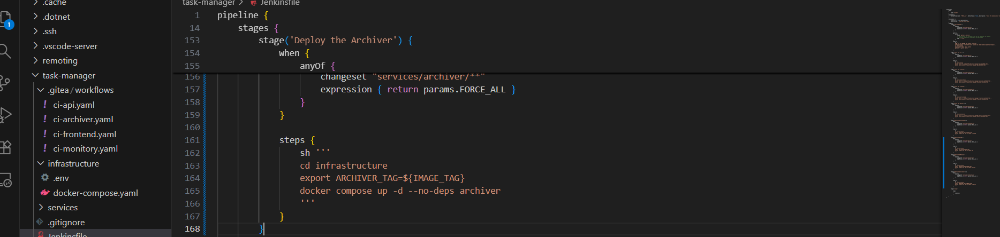 .cache
.dotnet
.ssh
.vscode-server
remoting
task-manager
.gitea/workflows
! ci-api.yaml
! ci-archiver.yaml
! ci-frontend.yaml
! ci-monitory.yaml
infrastructure
.env
docker-compose.yaml
services
.gitignore
Jenkinsfile
1
task-manager > Jenkinsfile
1 pipeline {
14 stages {
153 stage('Deploy the Archiver') {
154 when {
155 anyOf {
156 changeset "services/archiver/**"
157 expression { return params.FORCE_ALL }
158 }
159 }
160
161 steps {
162 sh '''
163 cd infrastructure
164 export ARCHIVER_TAG=${IMAGE_TAG}
165 docker compose up -d --no-deps archiver
166 '''
167 }
168 }